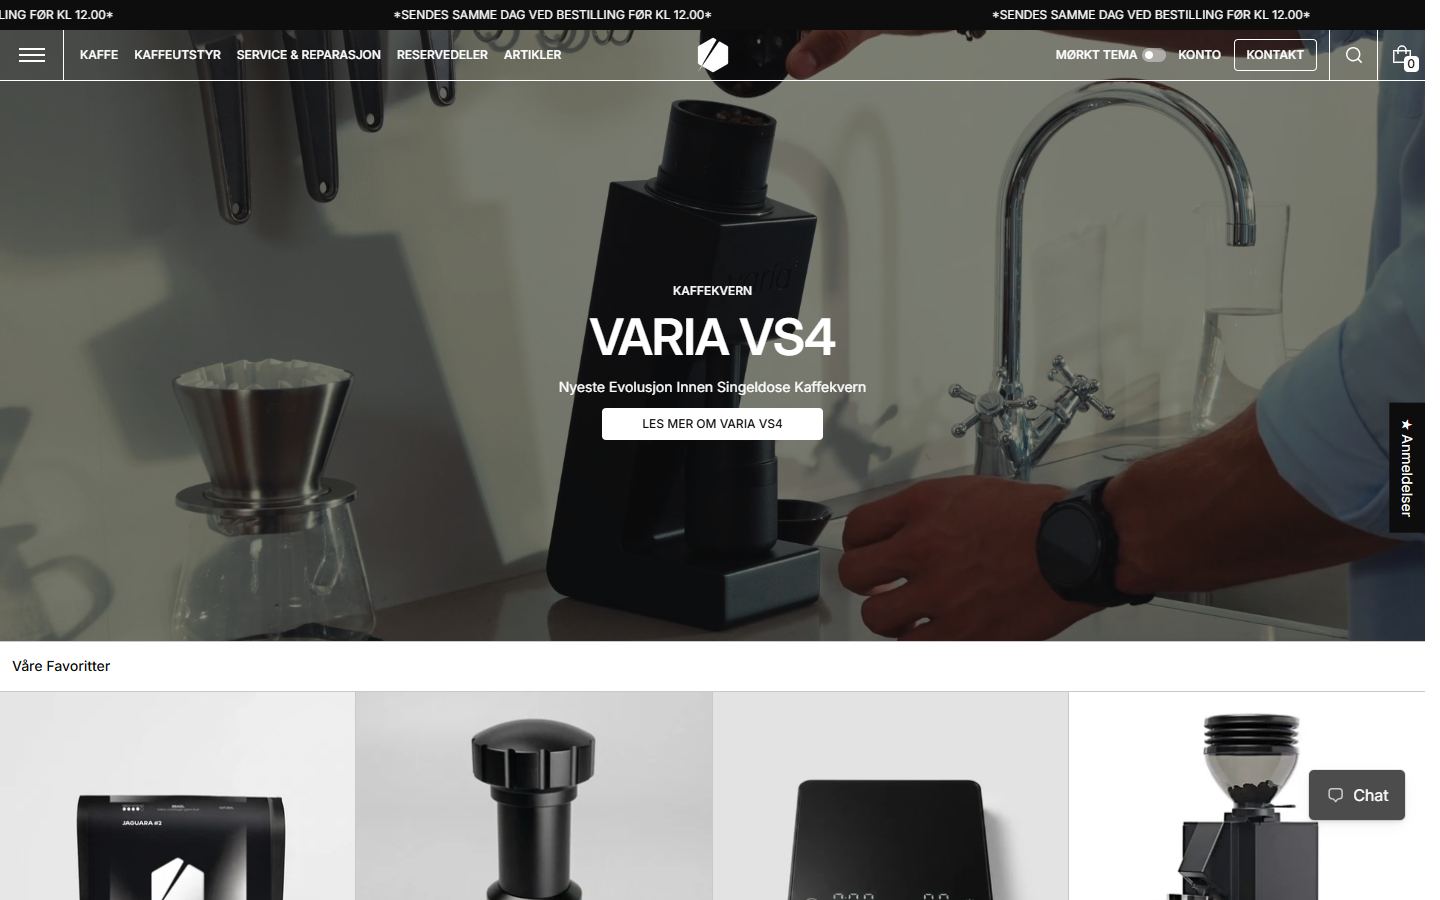 LING FØR KL 12.00*
*SENDES SAMME DAG VED BESTILLING FØR KL 12.00*
*SENDES SAMME DAG VED BESTILLING FØR KL 12.00*
KAFFE
KAFFEUTSTYR
SERVICE & REPARASJON
RESERVEDELER
ARTIKLER
MØRKT TEMA
KONTO
KONTAKT
0
varia
KAFFEKVERN
VARIA VS4
Nyeste Evolusjon Innen Singeldose Kaffekvern
LES MER OM VARIA VS4
★ Anmeldelser
Våre Favoritter
JAGUARA #2
Chat